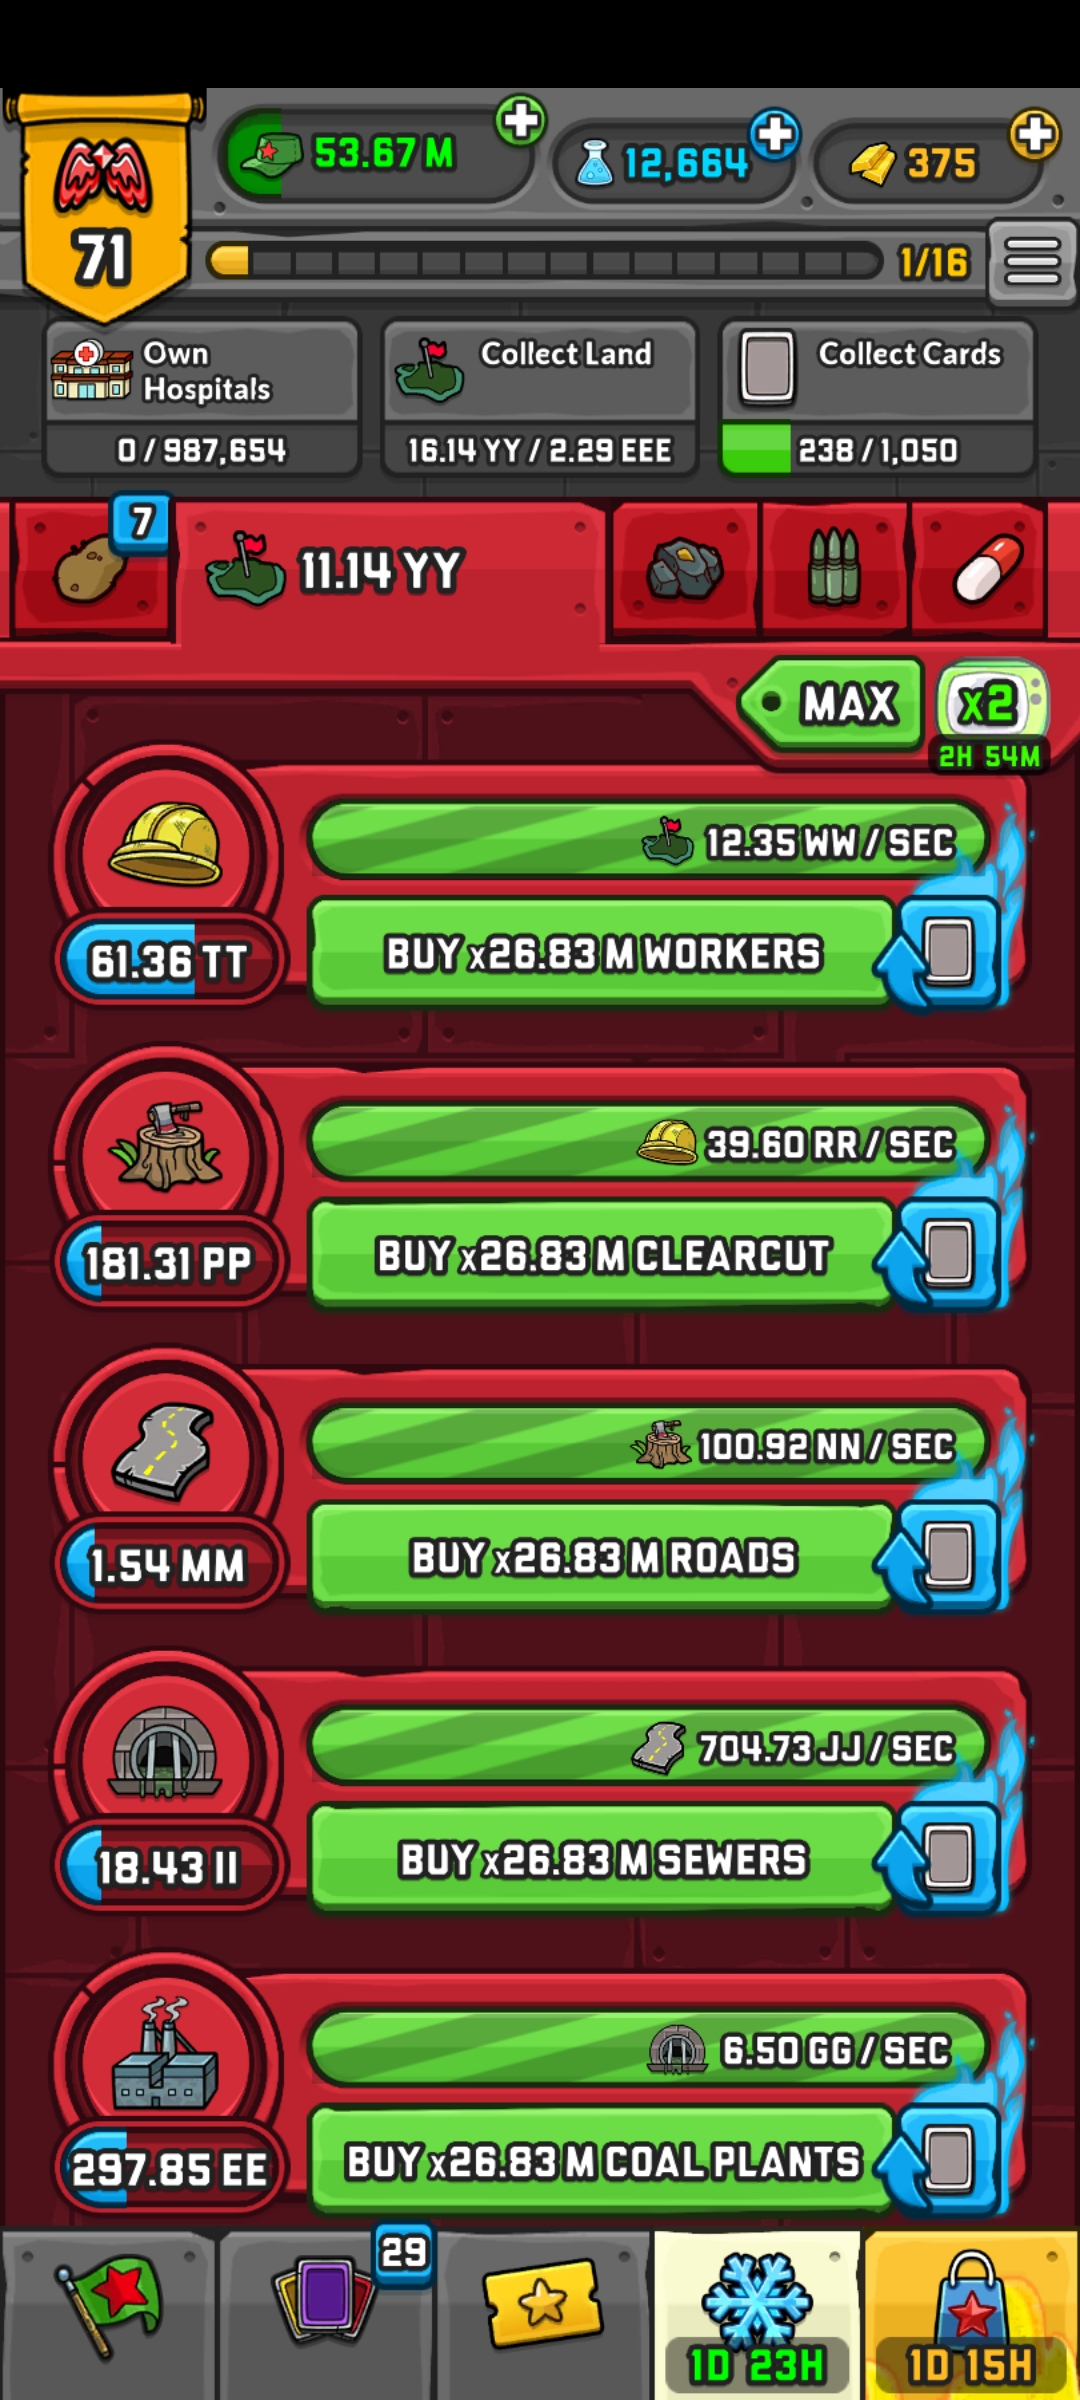 53.67 M
12,664
375
71
1/16
Own
Hospitals
0 / 987,654
Collect Land
16.14 YY / 2.29 EEE
Collect Cards
238 / 1,050
7
11.14 YY
MAX
x2
2H 54M
12.35 WW / SEC
61.36 TT
BUY x26.83 M WORKERS
39.60 RR / SEC
181.31 PP
BUY x26.83 M CLEARCUT
100.92 NN / SEC
1.54 MM
BUY x26.83 M ROADS
704.73 JJ / SEC
18.43 II
BUY x26.83 M SEWERS
6.50 GG / SEC
297.85 EE
BUY x26.83 M COAL PLANTS
29
1D 23H
1D 15H